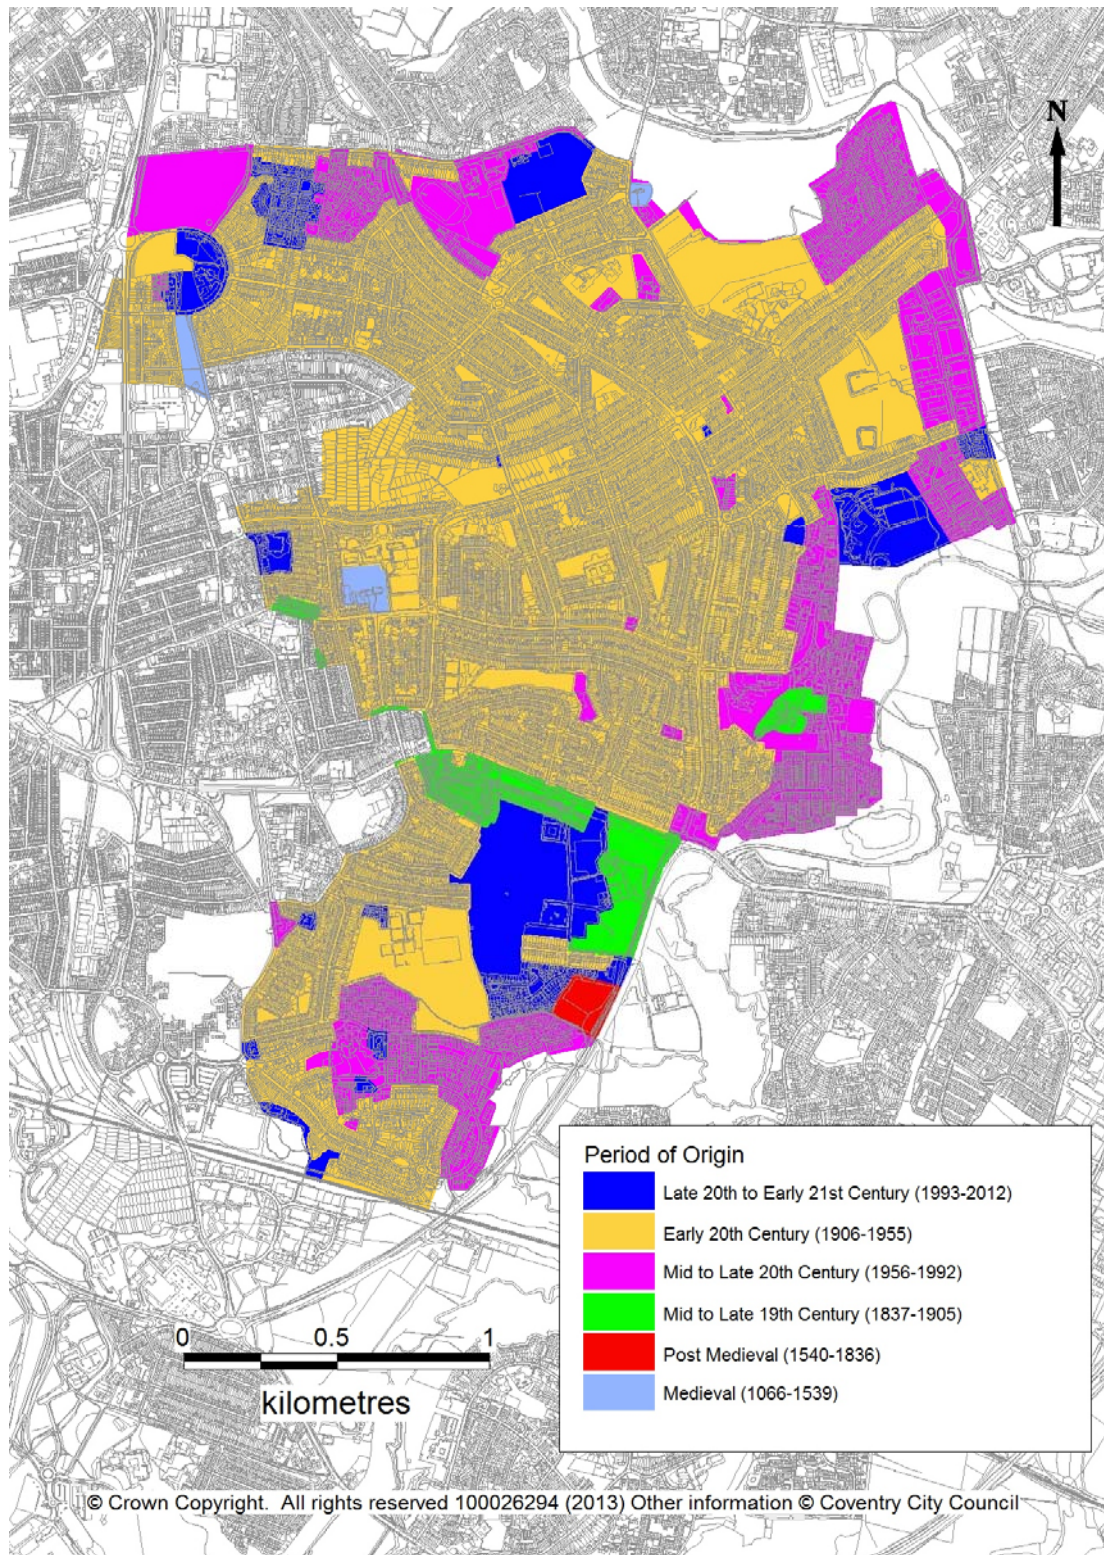 N
Period of Origin
Late 20th to Early 21st Century (1993-2012)
Early 20th Century (1906-1955)
Mid to Late 20th Century (1956-1992)
Mid to Late 19th Century (1837-1905)
Post Medieval (1540-1836)
Medieval (1066-1539)
0 0.5 1
kilometres
© Crown Copyright. All rights reserved 100026294 (2013) Other information © Coventry City Council